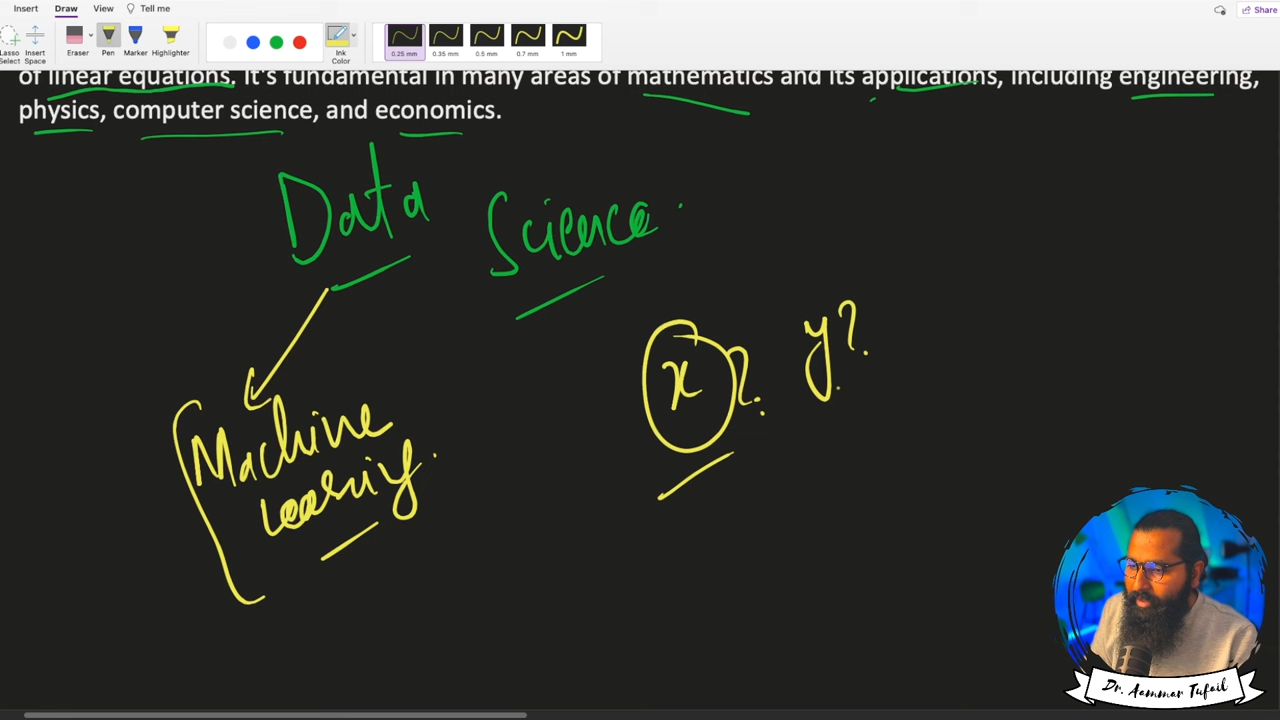 Insert Draw View Tell me
Share
Lasso Select
Insert Space
Eraser
Pen
Marker
Highlighter
Ink Color
0.25 mm 0.35 mm 0.5 mm 0.7 mm 1 mm
of linear equations. It's fundamental in many areas of mathematics and its applications, including engineering,
physics, computer science, and economics.
Data Science.
x? y?
Machine
Learning.
Dr. Aammar Tufail